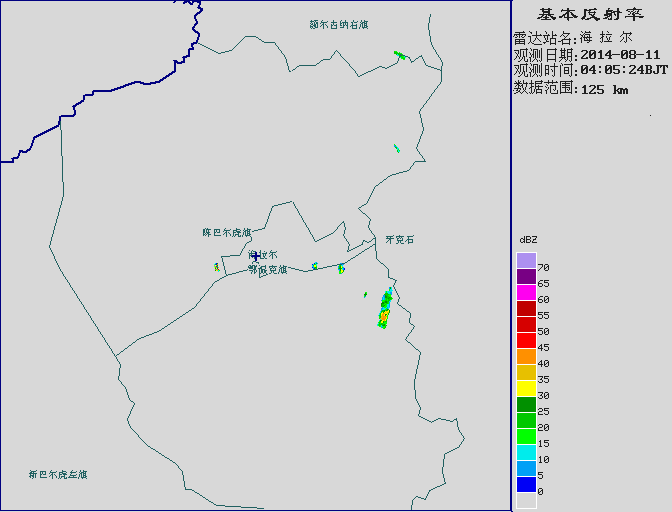 基本反射率
雷达站名:海 拉 尔
观测日期:2014-08-11
观测时间:04:05:24BJT
数据范围:125 km
额尔古纳右旗
陈巴尔虎旗
牙克石
海拉尔
鄂温克旗
新巴尔虎左旗
dBZ
70
65
60
55
50
45
40
35
30
25
20
15
10
5
0